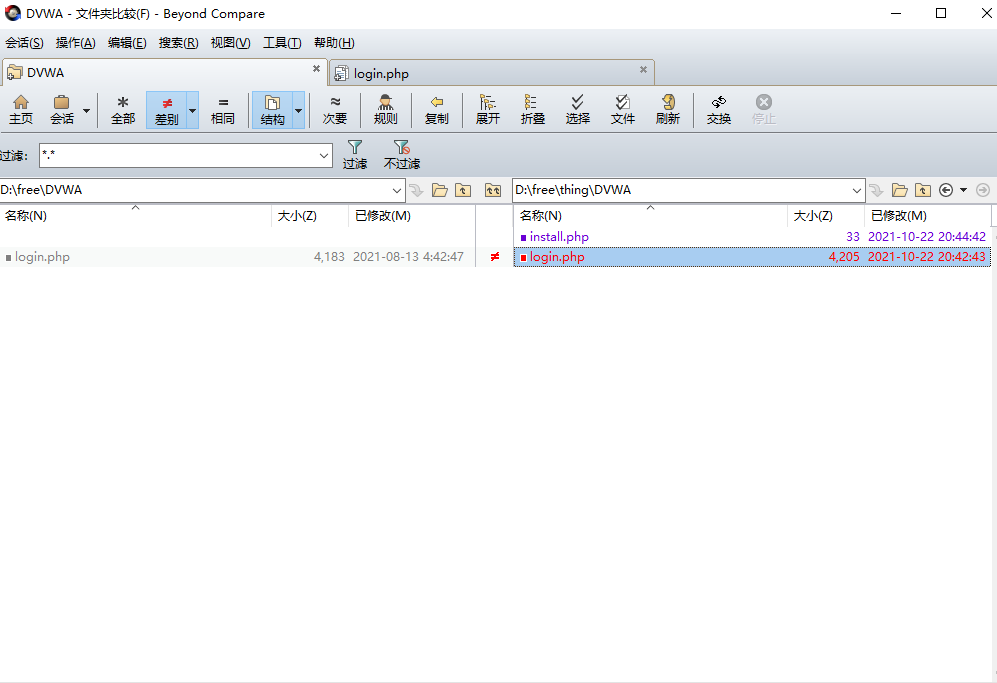 DVWA - 文件夹比较(F) - Beyond Compare
会话(S) 操作(A) 编辑(E) 搜索(R) 视图(V) 工具(T) 帮助(H)
DVWA login.php
主页 会话 全部 差别 相同 结构 次要 规则 复制 展开 折叠 选择 文件 刷新 交换 停止
过滤: *.* 过滤 不过滤
D:\free\DVWA D:\free\thing\DVWA
名称(N) 大小(Z) 已修改(M) 名称(N) 大小(Z) 已修改(M)
install.php 33 2021-10-22 20:44:42
login.php 4,183 2021-08-13 4:42:47 ≠ login.php 4,205 2021-10-22 20:42:43